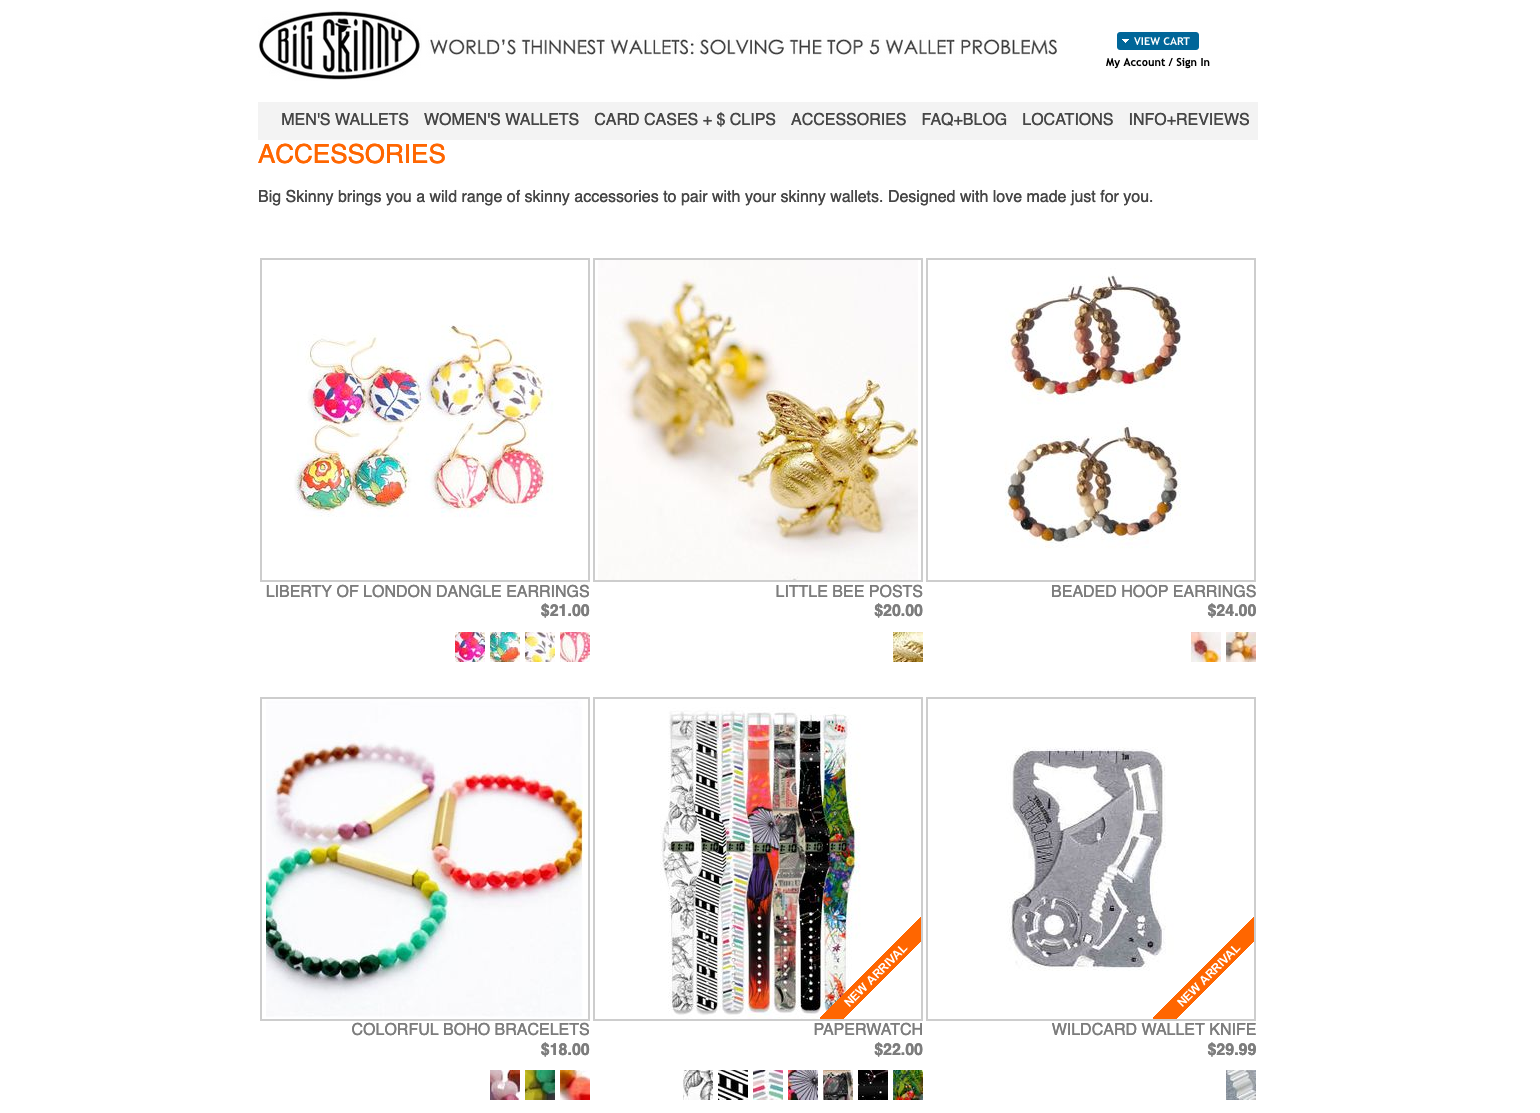 BIG SKINNY
WORLD'S THINNEST WALLETS: SOLVING THE TOP 5 WALLET PROBLEMS
VIEW CART
My Account / Sign In
MEN'S WALLETS WOMEN'S WALLETS CARD CASES + $ CLIPS ACCESSORIES FAQ+BLOG LOCATIONS INFO+REVIEWS
ACCESSORIES
Big Skinny brings you a wild range of skinny accessories to pair with your skinny wallets. Designed with love made just for you.
LIBERTY OF LONDON DANGLE EARRINGS
$21.00
LITTLE BEE POSTS
$20.00
BEADED HOOP EARRINGS
$24.00
NEW ARRIVAL
WILDCARD
NEW ARRIVAL
COLORFUL BOHO BRACELETS
$18.00
PAPERWATCH
$22.00
WILDCARD WALLET KNIFE
$29.99